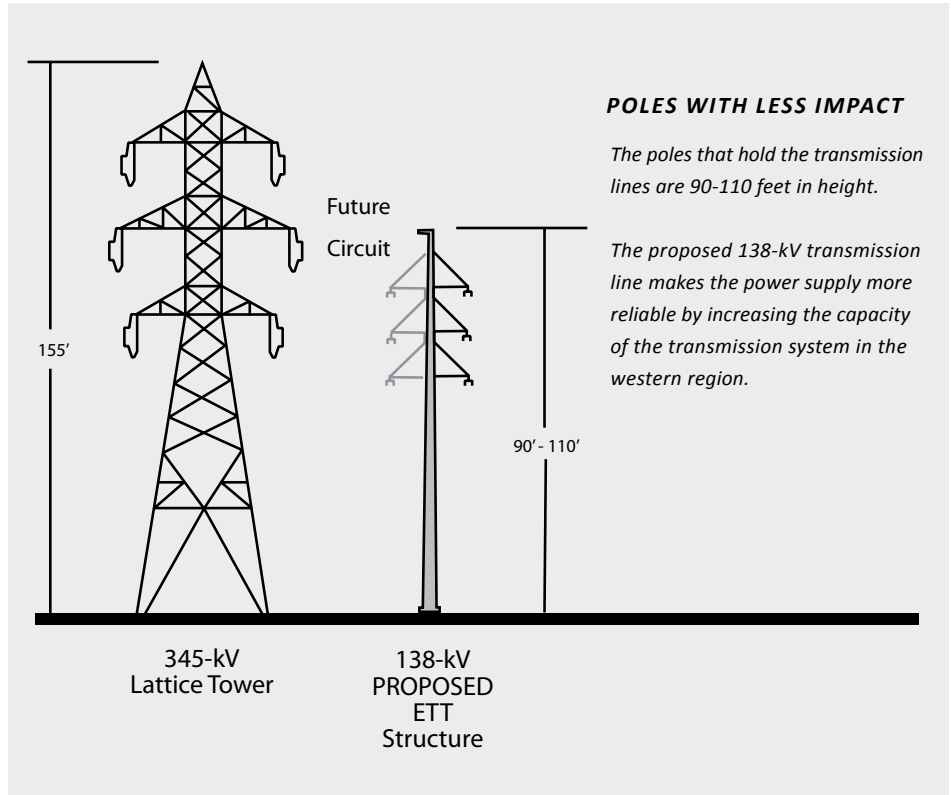 POLES WITH LESS IMPACT
The poles that hold the transmission
lines are 90-110 feet in height.
The proposed 138-kV transmission
line makes the power supply more
reliable by increasing the capacity
of the transmission system in the
western region.
Future
Circuit
155’
90’ - 110’
345-kV
Lattice Tower
138-kV
PROPOSED
ETT
Structure